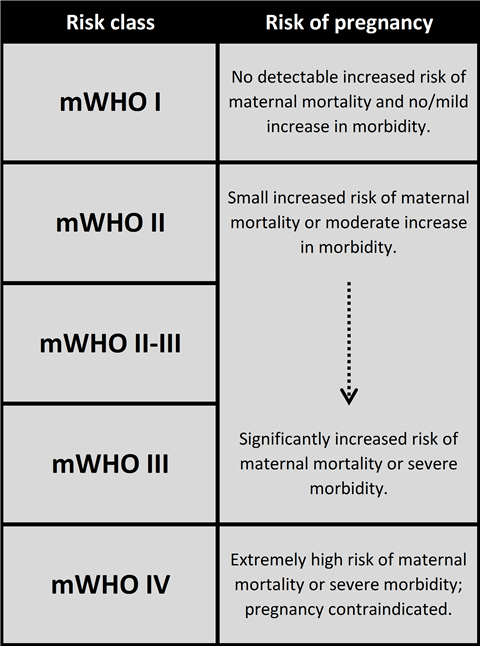 Risk class
Risk of pregnancy
mWHO I
No detectable increased risk of
maternal mortality and no/mild
increase in morbidity.
mWHO II
Small increased risk of maternal
mortality or moderate increase
in morbidity.
mWHO II-III
mWHO III
Significantly increased risk of
maternal mortality or severe
morbidity.
mWHO IV
Extremely high risk of maternal
mortality or severe morbidity;
pregnancy contraindicated.